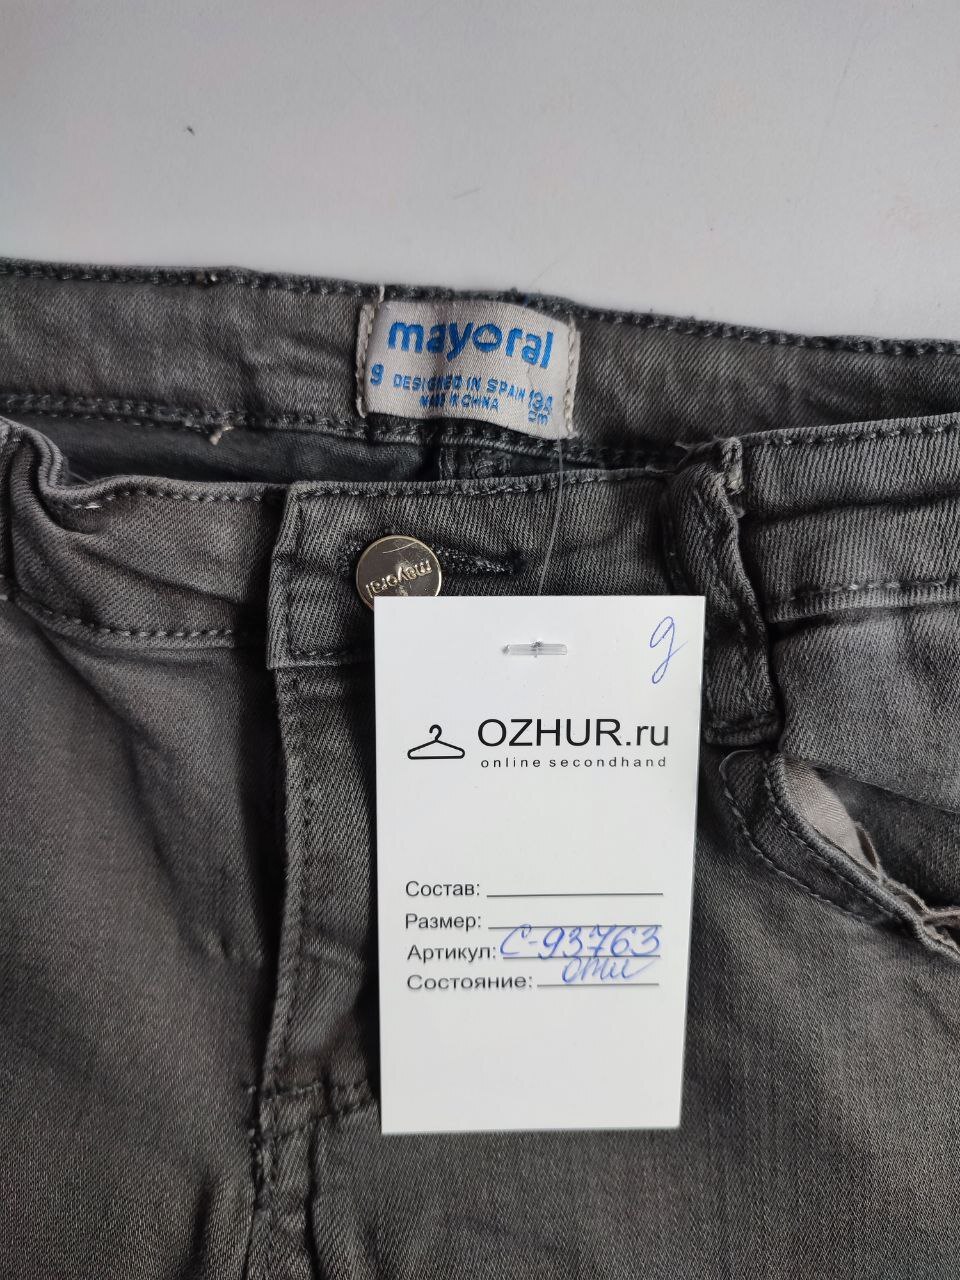 mayoral
9 DESIGNED IN SPAIN 134
MADE IN CHINA cm
mayoral
g
OZHUR.ru
online secondhand
Состав:
Размер:
Артикул: C-93763
Состояние: отл